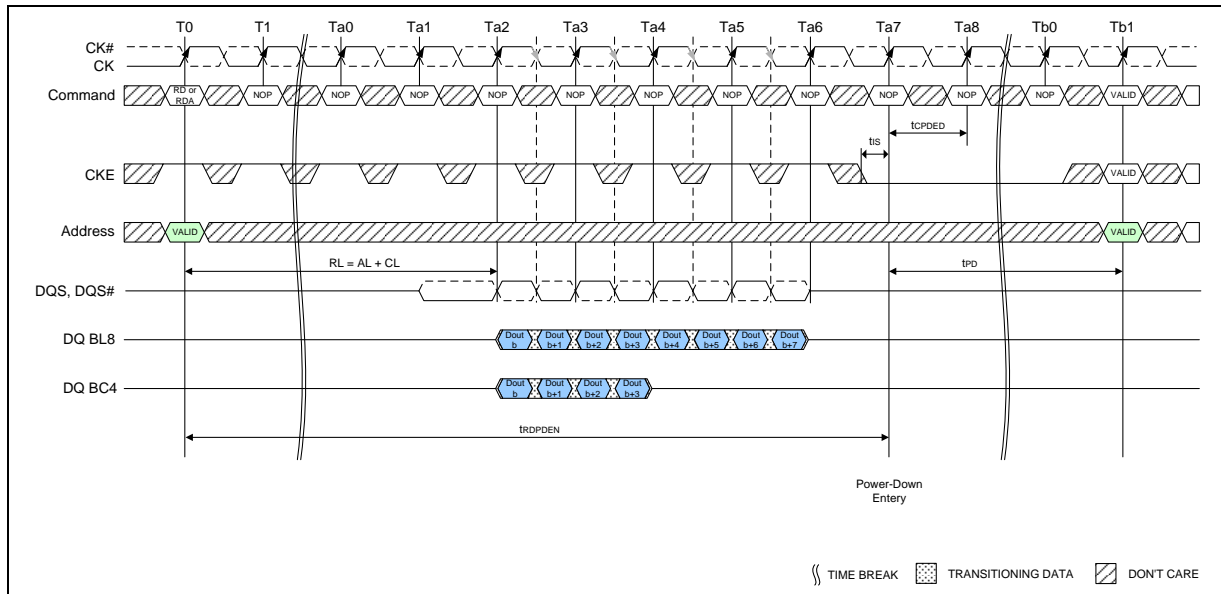 T0 T1 Ta0 Ta1 Ta2 Ta3 Ta4 Ta5 Ta6 Ta7 Ta8 Tb0 Tb1
CK#
CK
Command RD or RDA NOP NOP NOP NOP NOP NOP NOP NOP NOP NOP NOP VALID
tCPDED
tIS
CKE VALID
Address VALID VALID
RL = AL + CL tPD
DQS, DQS#
DQ BL8 Dout b Dout b+1 Dout b+2 Dout b+3 Dout b+4 Dout b+5 Dout b+6 Dout b+7
DQ BC4 Dout b Dout b+1 Dout b+2 Dout b+3
tRDPDEN
Power-Down
Entery
TIME BREAK TRANSITIONING DATA DON'T CARE